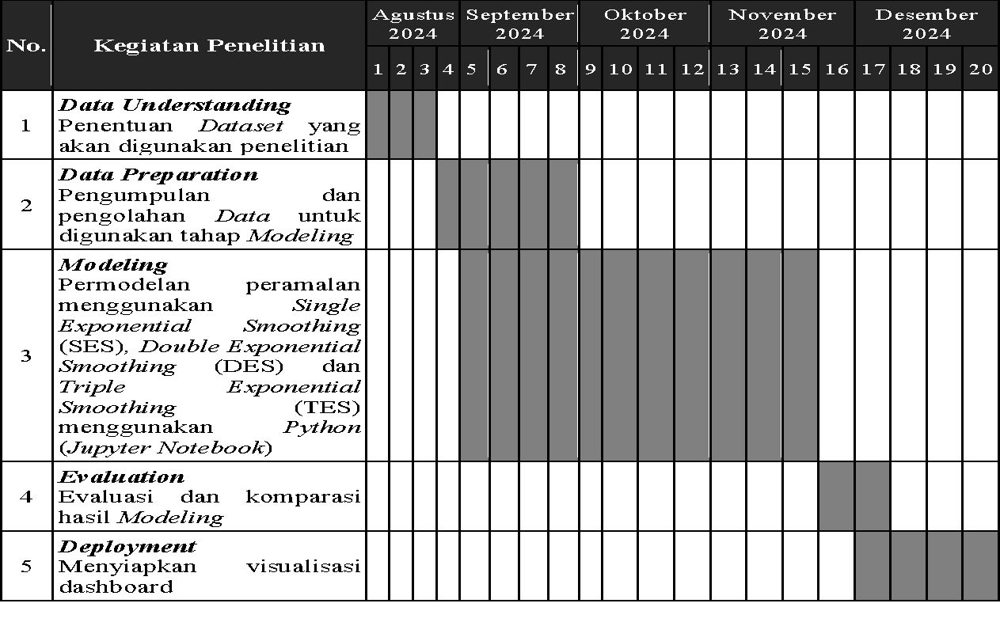 No.
Kegiatan Penelitian
Agustus
2024
September
2024
Oktober
2024
November
2024
Desember
2024
1 2 3 4 5 6 7 8 9 10 11 12 13 14 15 16 17 18 19 20
1
Data Understanding
Penentuan Dataset yang
akan digunakan penelitian
2
Data Preparation
Pengumpulan dan
pengolahan Data untuk
digunakan tahap Modeling
3
Modeling
Permodelan peramalan
menggunakan Single
Exponential Smoothing
(SES), Double Exponential
Smoothing (DES) dan
Triple Exponential
Smoothing (TES)
menggunakan Python
(Jupyter Notebook)
4
Evaluation
Evaluasi dan komparasi
hasil Modeling
5
Deployment
Menyiapkan visualisasi
dashboard